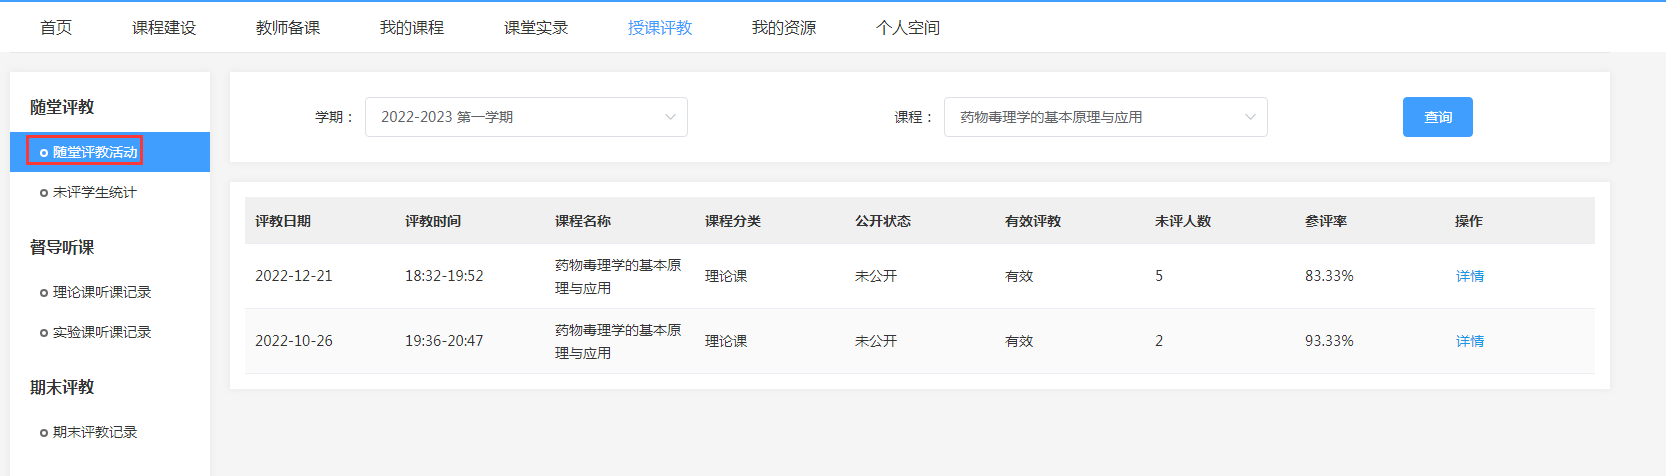 首页 课程建设 教师备课 我的课程 课堂实录 授课评教 我的资源 个人空间
随堂评教
随堂评教活动
未评学生统计
督导听课
理论课听课记录
实验课听课记录
期末评教
期末评教记录
学期： 2022-2023 第一学期 课程： 药物毒理学的基本原理与应用 查询
评教日期 评教时间 课程名称 课程分类 公开状态 有效评教 未评人数 参评率 操作
2022-12-21 18:32-19:52 药物毒理学的基本原 理论课 未公开 有效 5 83.33% 详情
理与应用
2022-10-26 19:36-20:47 药物毒理学的基本原 理论课 未公开 有效 2 93.33% 详情
理与应用